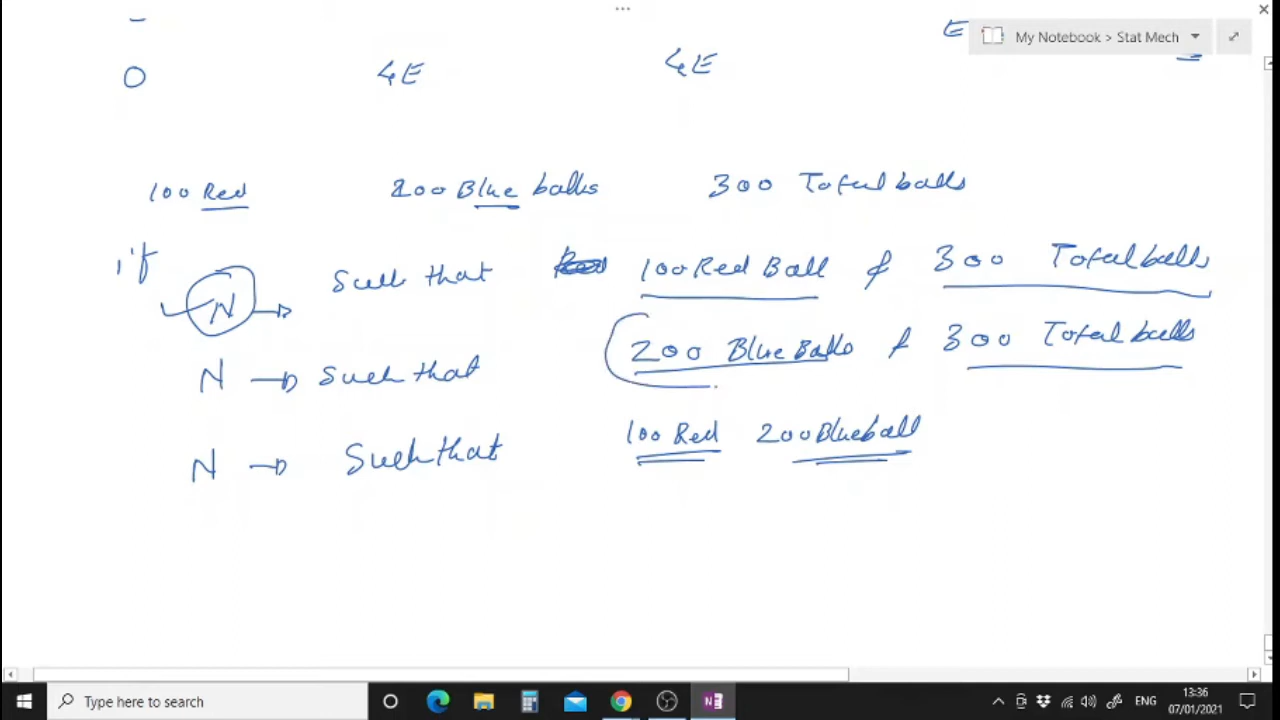 My Notebook > Stat Mech
E
0 4E 4E
100 Red 200 Blue balls 300 Total balls
if N → Such that 100 Red Ball & 300 Total balls
N → Such that 200 Blue Balls & 300 Total balls
N → Such that 100 Red 200 Blue ball
Type here to search
ENG
13:36
07/01/2021